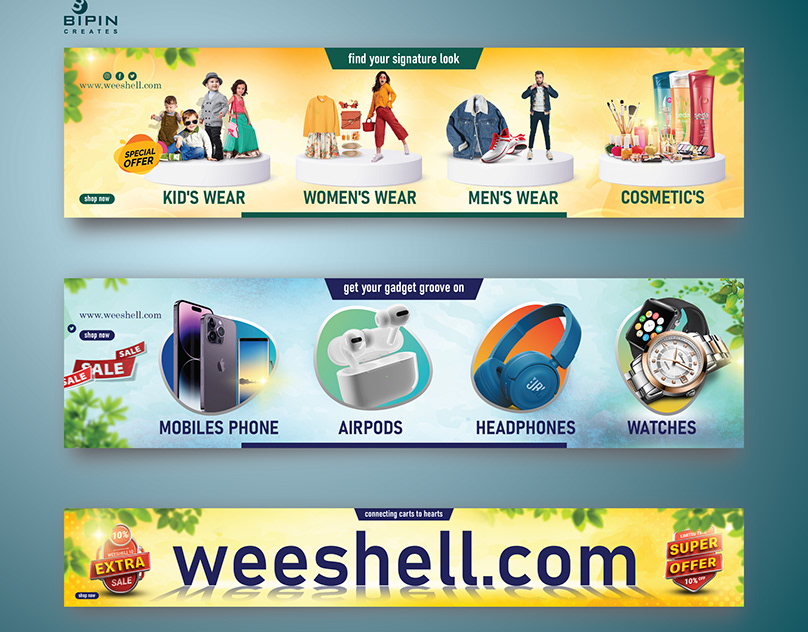 BIPIN
CREATES
find your signature look
www.weeshell.com
SPECIAL
OFFER
shop now
KID'S WEAR
WOMEN'S WEAR
MEN'S WEAR
COSMETIC'S
get your gadget groove on
www.weeshell.com
shop now
SALE
SALE
SALE
JBL
MOBILES PHONE
AIRPODS
HEADPHONES
WATCHES
connecting carts to hearts
10%
EXTRA
SALE
shop now
weeshell.com
SUPER
OFFER
10% OFF